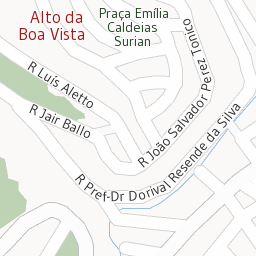 Alto da
Boa Vista
Praça Emília
Caldeias
Surian
R Luís Aletto
R Jair Ballo
R João Salvador Perez Tonico
R Pref-Dr Dorival Resende da Silva